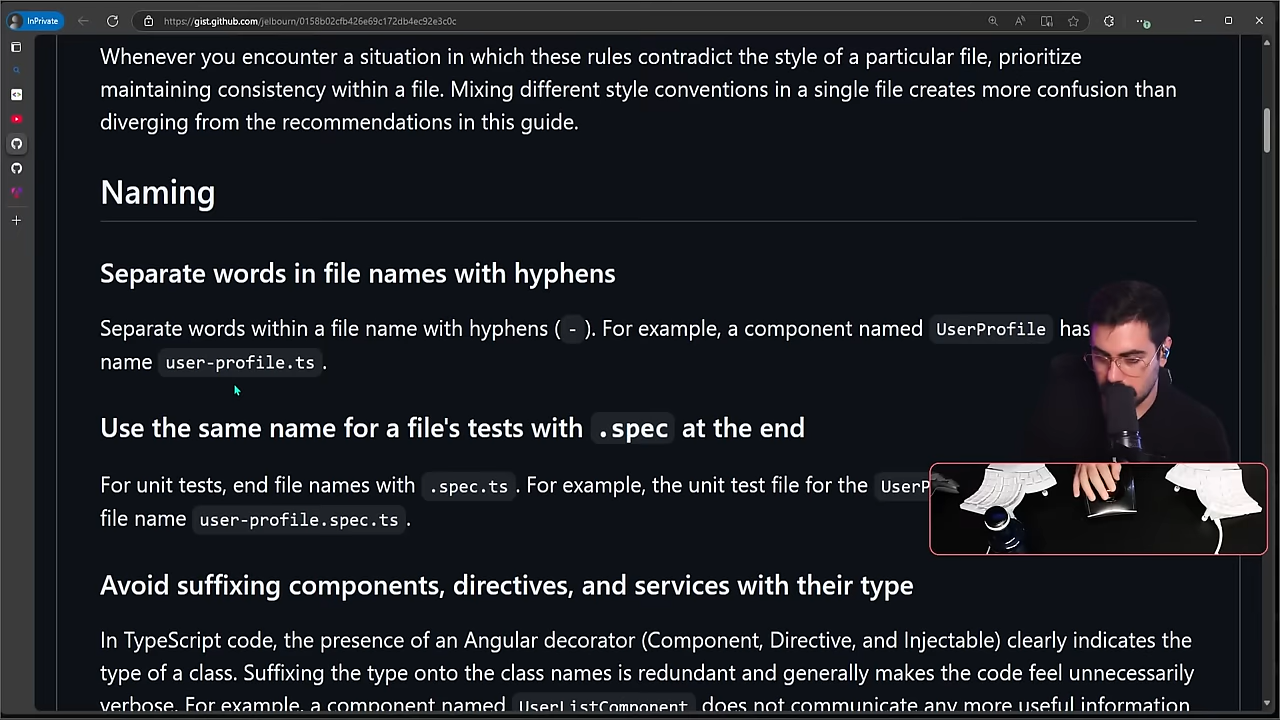 InPrivate
https://gist.github.com/jelbourn/0158b02cfb426e69c172db4ec92e3c0c
Whenever you encounter a situation in which these rules contradict the style of a particular file, prioritize
maintaining consistency within a file. Mixing different style conventions in a single file creates more confusion than
diverging from the recommendations in this guide.
Naming
Separate words in file names with hyphens
Separate words within a file name with hyphens ( - ). For example, a component named UserProfile has
name user-profile.ts .
Use the same name for a file's tests with .spec at the end
For unit tests, end file names with .spec.ts . For example, the unit test file for the UserP
file name user-profile.spec.ts .
Avoid suffixing components, directives, and services with their type
In TypeScript code, the presence of an Angular decorator (Component, Directive, and Injectable) clearly indicates the
type of a class. Suffixing the type onto the class names is redundant and generally makes the code feel unnecessarily
verbose. For example, a component named UserListComponent does not communicate any more useful information